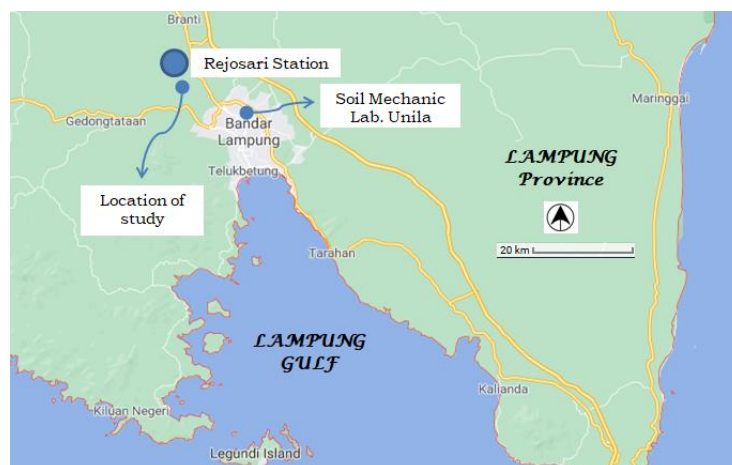 Branti
Rejosari Station
Soil Mechanic
Lab. Unila
Maringgai
Gedongtataan
Bandar
Lampung
LAMPUNG
Province
Telukbetung
Location of
study
20 km
Tarahan
LAMPUNG
GULF
Kalianda
Kiluan Negeri
Legundi Island